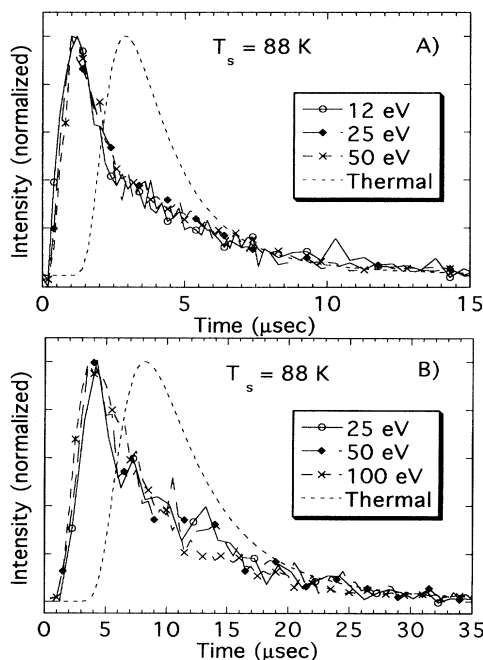 T_s = 88 K
A)
Intensity (normalized)
12 eV
25 eV
50 eV
Thermal
0 5 10 15
Time (μsec)
T_s = 88 K
B)
Intensity (normalized)
25 eV
50 eV
100 eV
Thermal
0 5 10 15 20 25 30 35
Time (μsec)